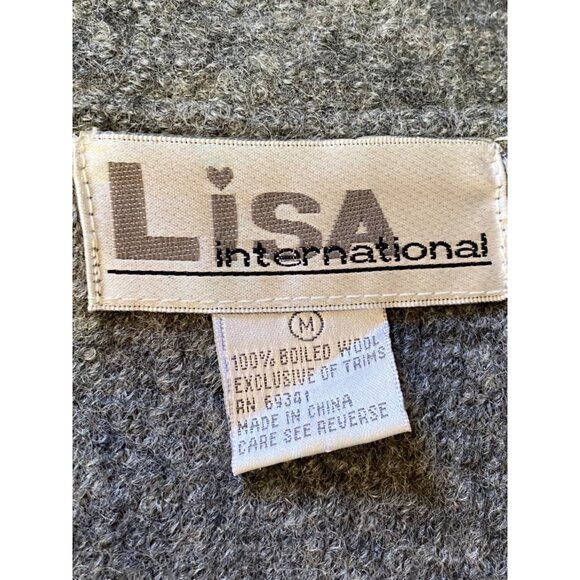 LiSA
international
M
100% BOILED WOOL
EXCLUSIVE OF TRIMS
RN 69341
MADE IN CHINA
CARE SEE REVERSE